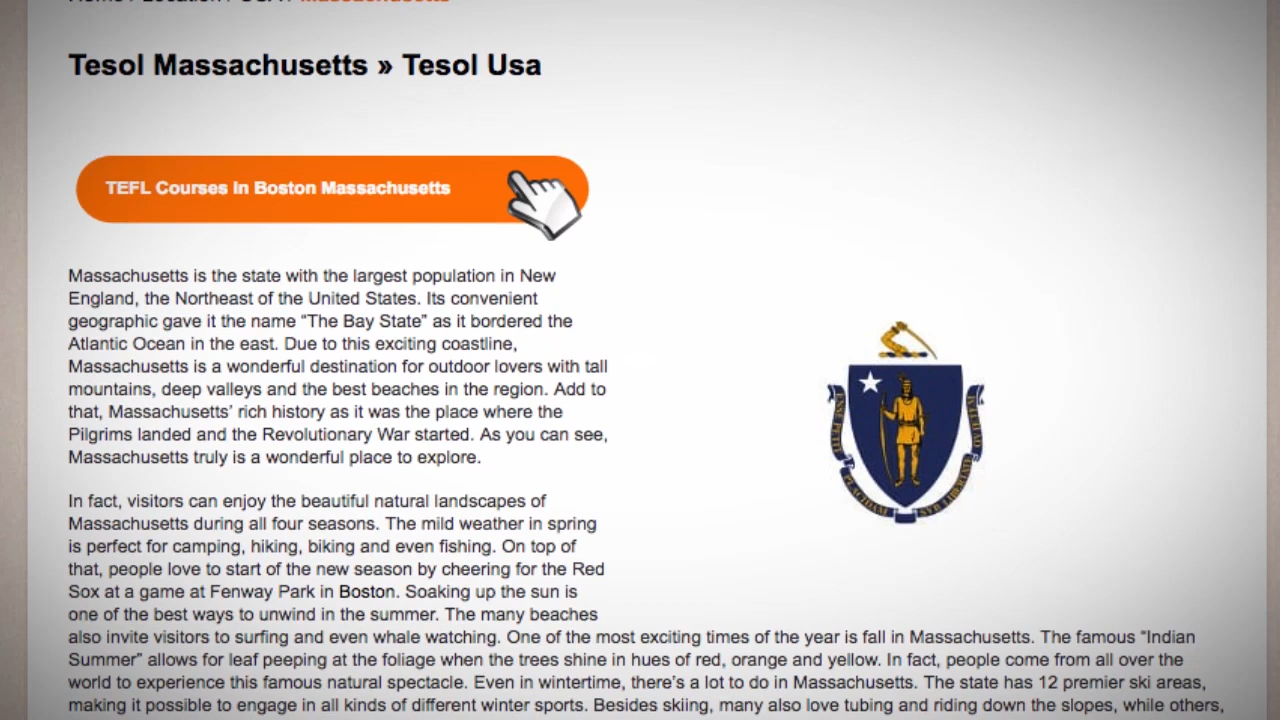 Massachusetts
Tesol Massachusetts » Tesol Usa
TEFL Courses In Boston Massachusetts
Massachusetts is the state with the largest population in New
England, the Northeast of the United States. Its convenient
geographic gave it the name “The Bay State” as it bordered the
Atlantic Ocean in the east. Due to this exciting coastline,
Massachusetts is a wonderful destination for outdoor lovers with tall
mountains, deep valleys and the best beaches in the region. Add to
that, Massachusetts’ rich history as it was the place where the
Pilgrims landed and the Revolutionary War started. As you can see,
Massachusetts truly is a wonderful place to explore.
In fact, visitors can enjoy the beautiful natural landscapes of
Massachusetts during all four seasons. The mild weather in spring
is perfect for camping, hiking, biking and even fishing. On top of
that, people love to start of the new season by cheering for the Red
Sox at a game at Fenway Park in Boston. Soaking up the sun is
one of the best ways to unwind in the summer. The many beaches
also invite visitors to surfing and even whale watching. One of the most exciting times of the year is fall in Massachusetts. The famous “Indian
Summer” allows for leaf peeping at the foliage when the trees shine in hues of red, orange and yellow. In fact, people come from all over the
world to experience this famous natural spectacle. Even in wintertime, there’s a lot to do in Massachusetts. The state has 12 premier ski areas,
making it possible to engage in all kinds of different winter sports. Besides skiing, many also love tubing and riding down the slopes, while others,